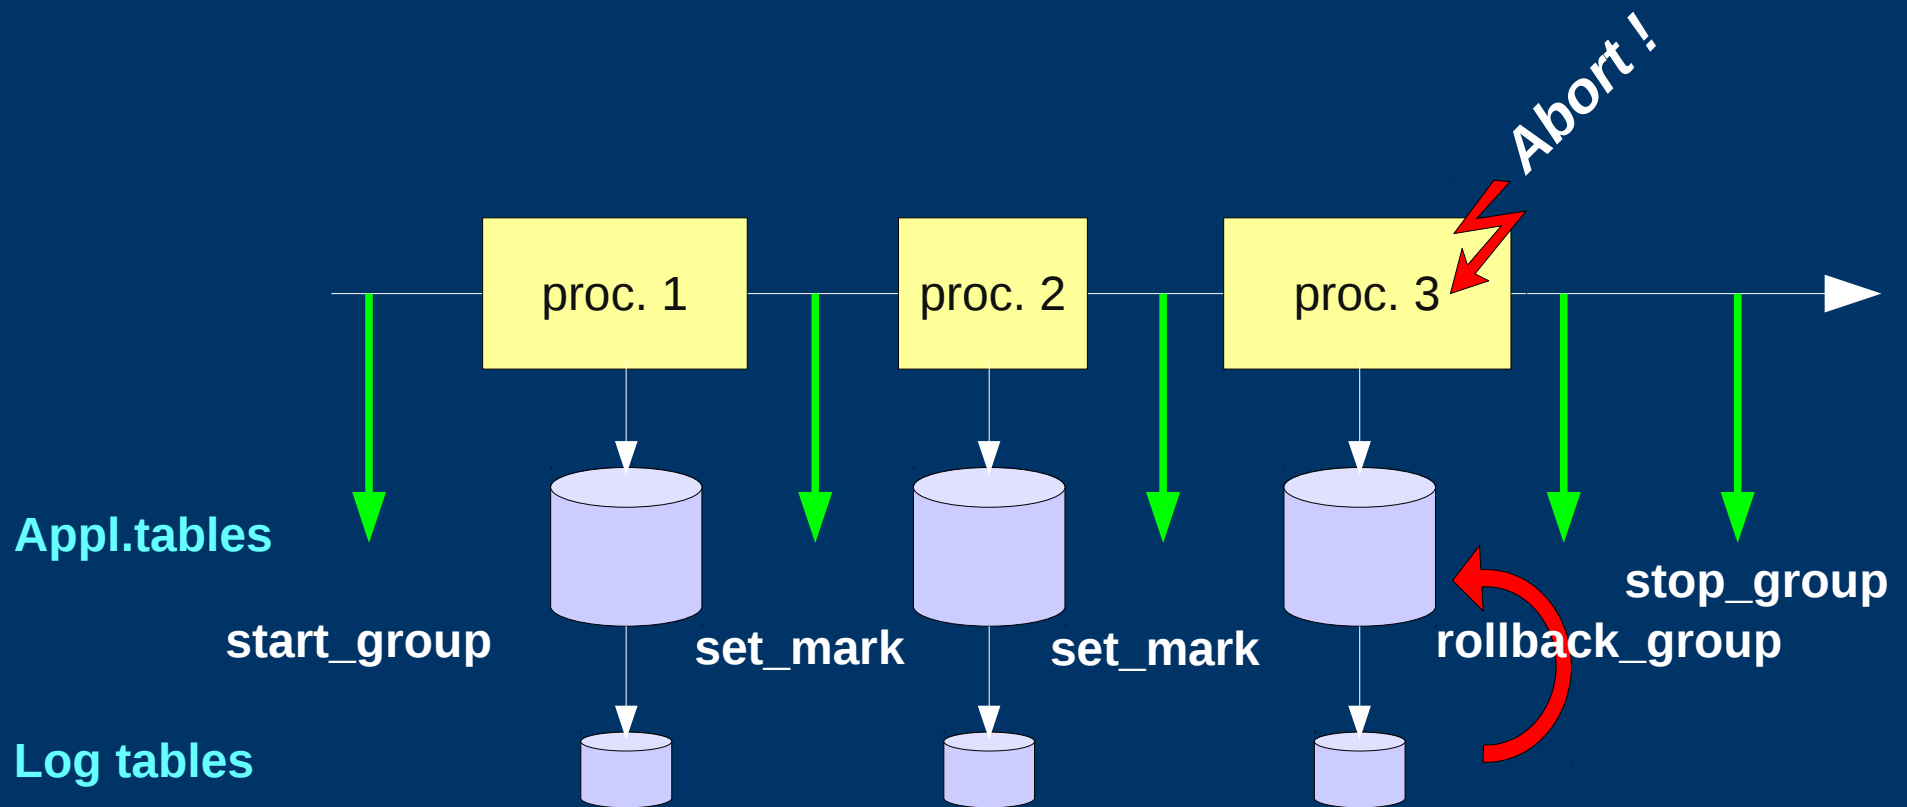 Abort !
proc. 1
proc. 2
proc. 3
Appl.tables
start_group
set_mark
set_mark
rollback_group
stop_group
Log tables